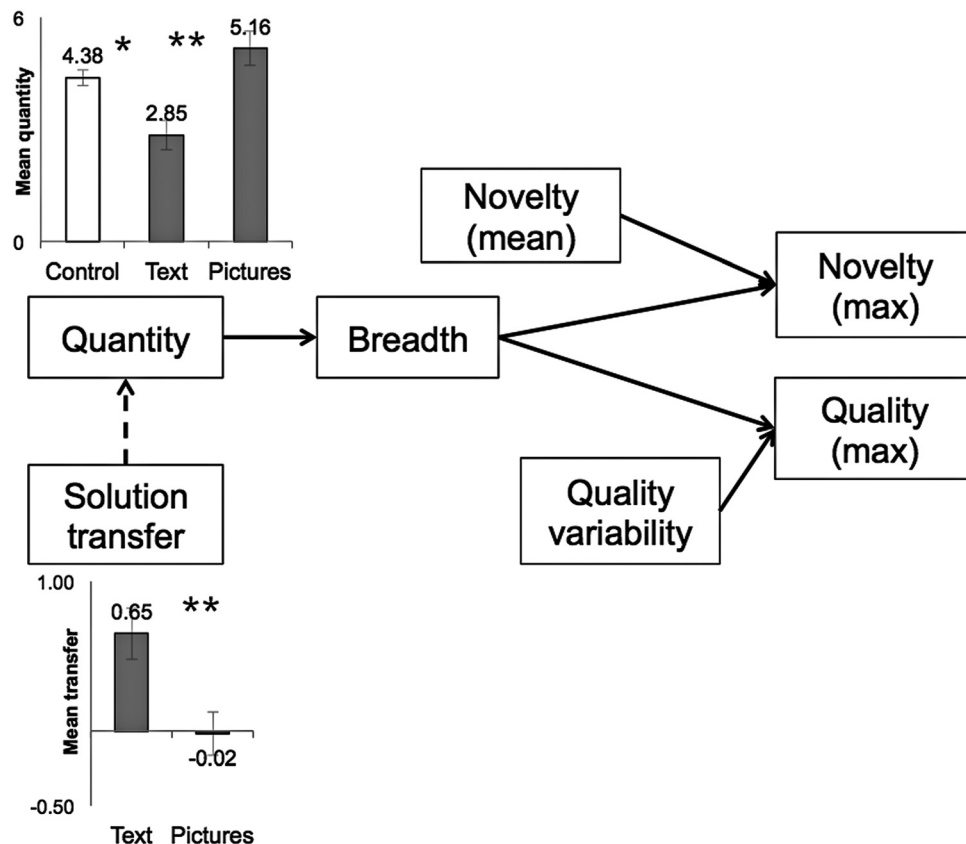 6
Mean quantity
4.38
*
**
5.16
2.85
0
Control Text Pictures
Novelty
(mean)
Novelty
(max)
Quantity
Breadth
Quality
(max)
Solution
transfer
Quality
variability
1.00
Mean transfer
0.65
**
-0.02
-0.50
Text Pictures